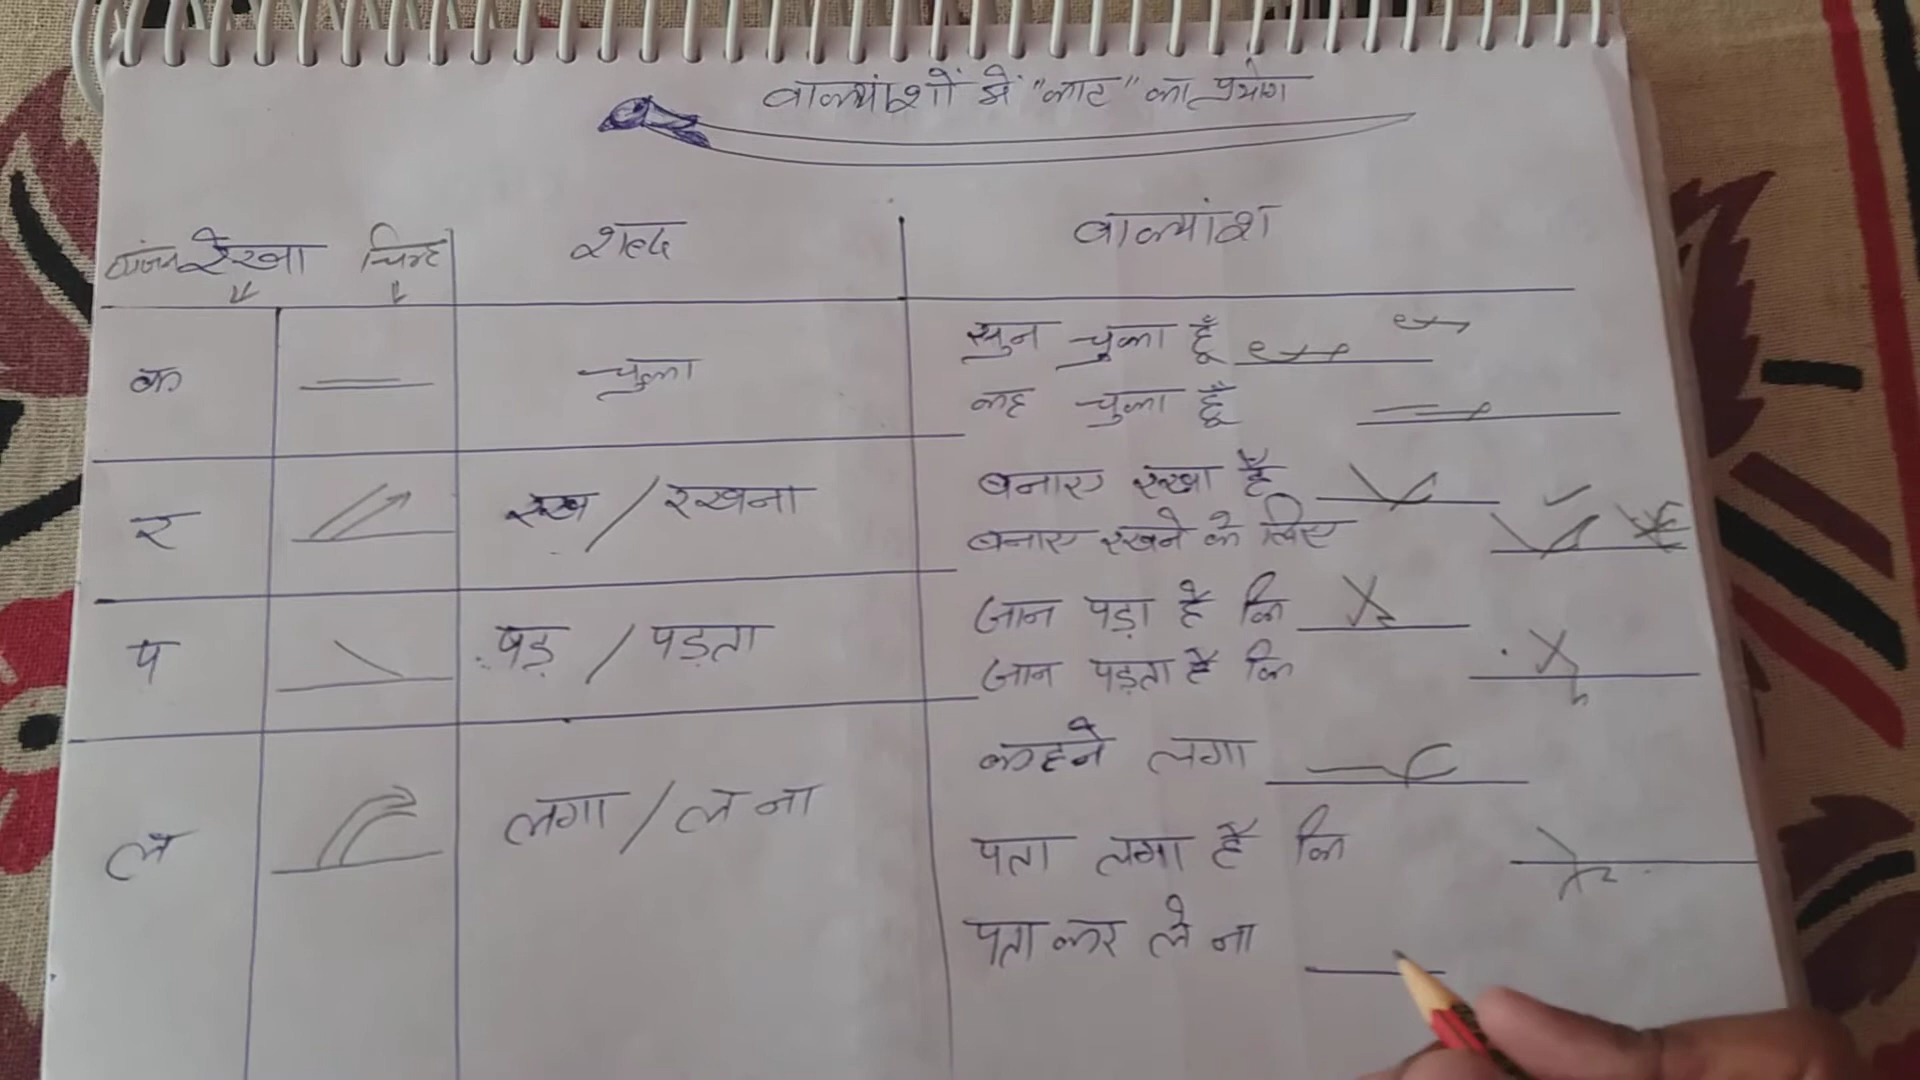 वाक्यांशों में "काट" का प्रयोग
व्यंजन रेखा चिन्ह शब्द वाक्यांश
क चुका सुन चुका हूँ
कह चुका हूँ
र रख / रखना बनाए रखा है
बनाए रखने के लिए
प पड़ / पड़ता जान पड़ा है कि
जान पड़ता है कि
ल लगा / लेना कहने लगा
पता लगा है कि
पता कर लेना